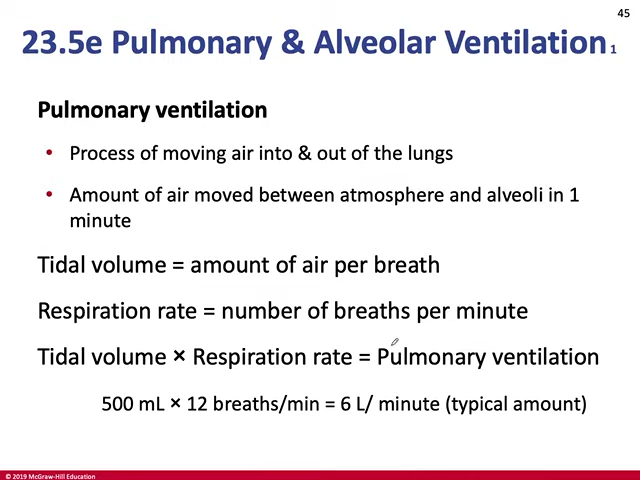 45
23.5e Pulmonary & Alveolar Ventilation 1
Pulmonary ventilation
• Process of moving air into & out of the lungs
• Amount of air moved between atmosphere and alveoli in 1
minute
Tidal volume = amount of air per breath
Respiration rate = number of breaths per minute
Tidal volume × Respiration rate = Pulmonary ventilation
500 mL × 12 breaths/min = 6 L/ minute (typical amount)
© 2019 McGraw-Hill Education